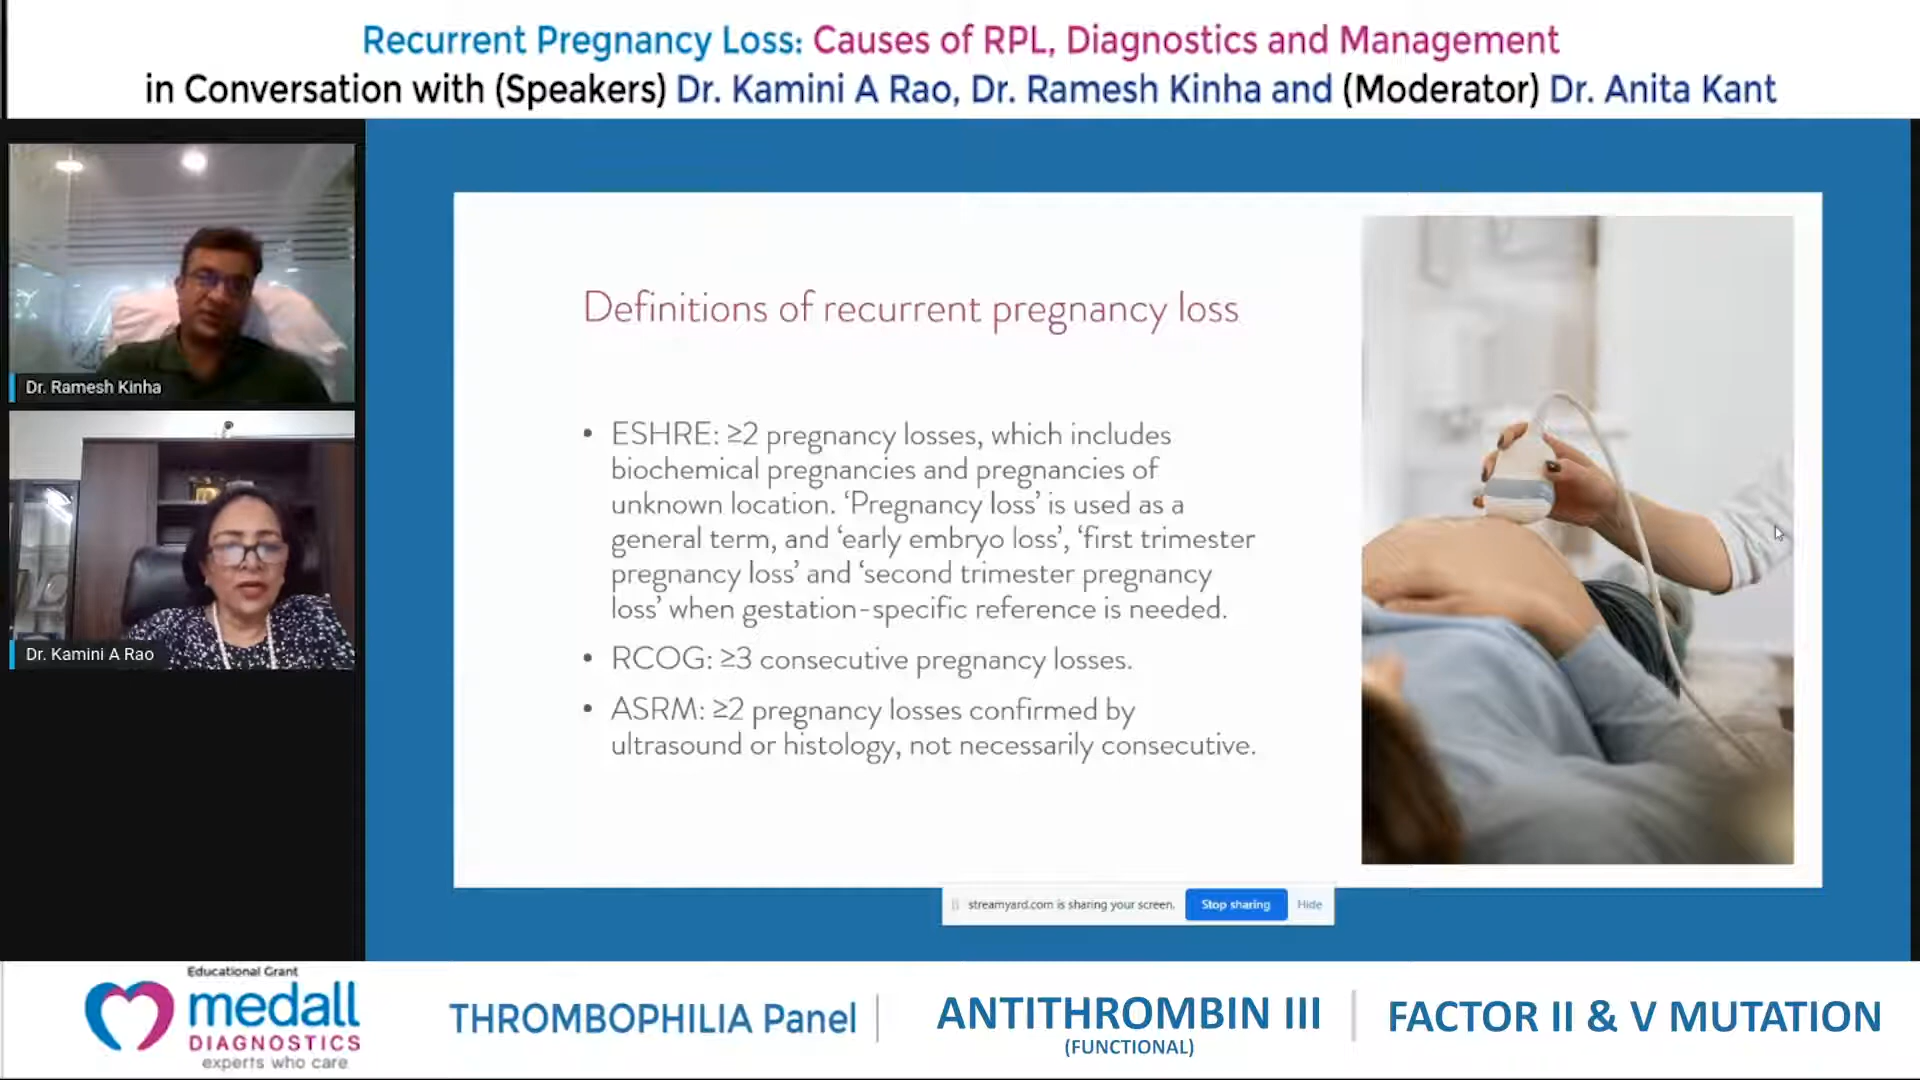 Recurrent Pregnancy Loss: Causes of RPL, Diagnostics and Management
in Conversation with (Speakers) Dr. Kamini A Rao, Dr. Ramesh Kinha and (Moderator) Dr. Anita Kant
Dr. Ramesh Kinha
Dr. Kamini A Rao
Definitions of recurrent pregnancy loss
• ESHRE: ≥2 pregnancy losses, which includes
biochemical pregnancies and pregnancies of
unknown location. ‘Pregnancy loss’ is used as a
general term, and ‘early embryo loss’, ‘first trimester
pregnancy loss’ and ‘second trimester pregnancy
loss’ when gestation-specific reference is needed.
• RCOG: ≥3 consecutive pregnancy losses.
• ASRM: ≥2 pregnancy losses confirmed by
ultrasound or histology, not necessarily consecutive.
streamyard.com is sharing your screen. Stop sharing Hide
Educational Grant
medall
DIAGNOSTICS
experts who care
THROMBOPHILIA Panel
ANTITHROMBIN III
(FUNCTIONAL)
FACTOR II & V MUTATION